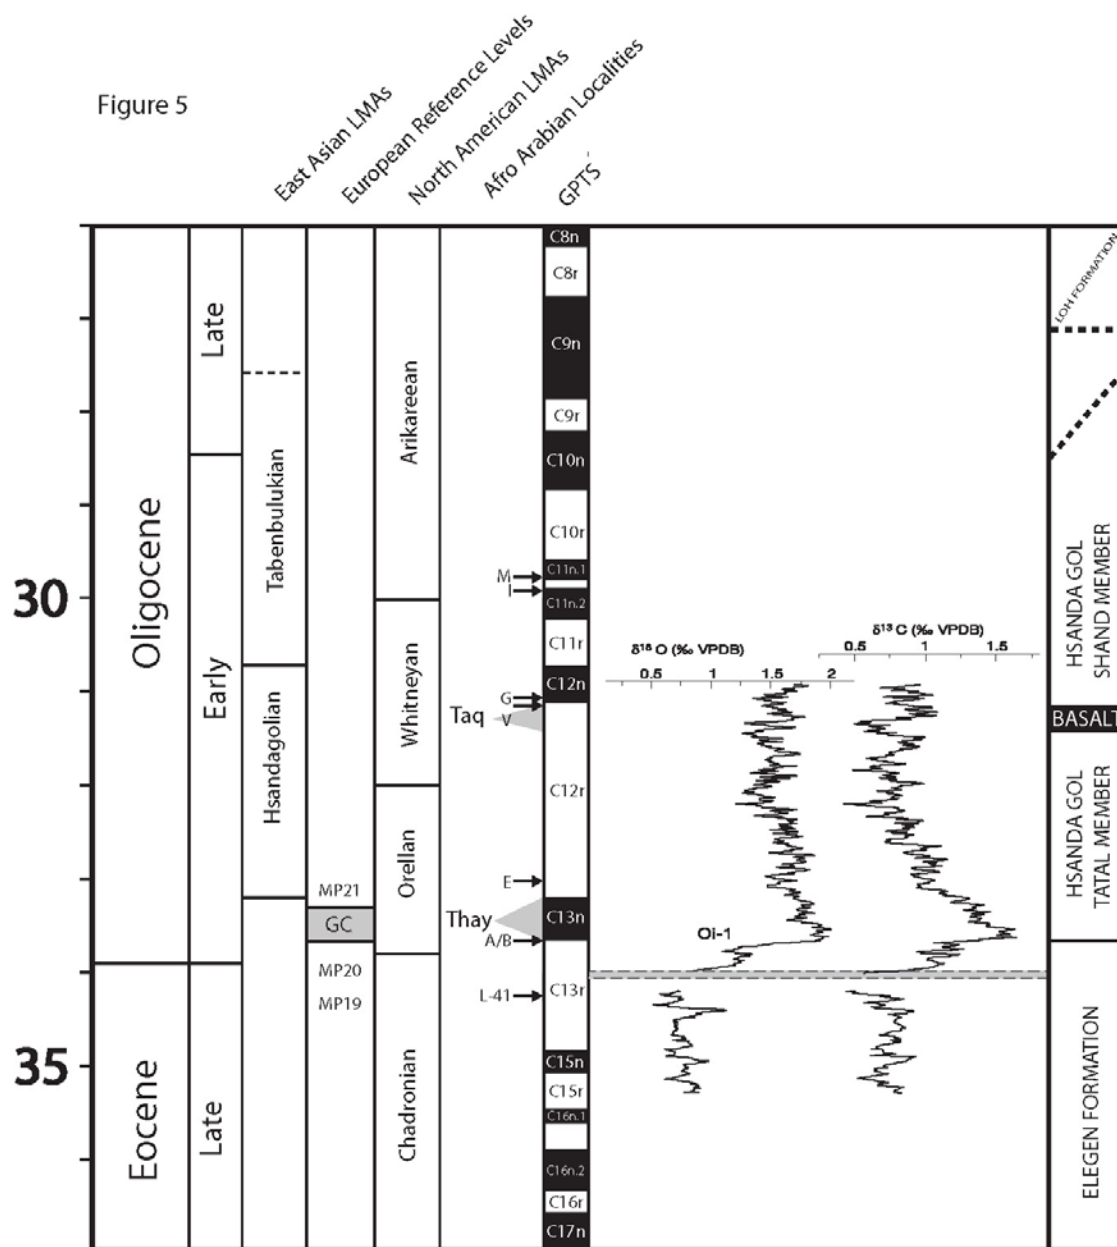 Figure 5
East Asian LMAs
European Reference Levels
North American LMAs
Afro Arabian Localities
GPTS
30
35
Oligocene
Eocene
Late
Early
Late
Tabenbulukian
Hsandagolian
MP21
GC
MP20
MP19
Arikareean
Whitneyan
Orellan
Chadronian
M
I
G
Taq
V
E
Thay
A/B
L-41
C8n
C8r
C9n
C9r
C10n
C10r
C11n.1
C11n.2
C11r
C12n
C12r
C13n
C13r
C15n
C15r
C16n.1
C16n.2
C16r
C17n
δ18 O (‰ VPDB)
0.5 1 1.5 2
δ13 C (‰ VPDB)
0.5 1 1.5
Oi-1
LOH FORMATION
HSANDA GOL
SHAND MEMBER
BASALT
HSANDA GOL
TATAL MEMBER
ELEGEN FORMATION